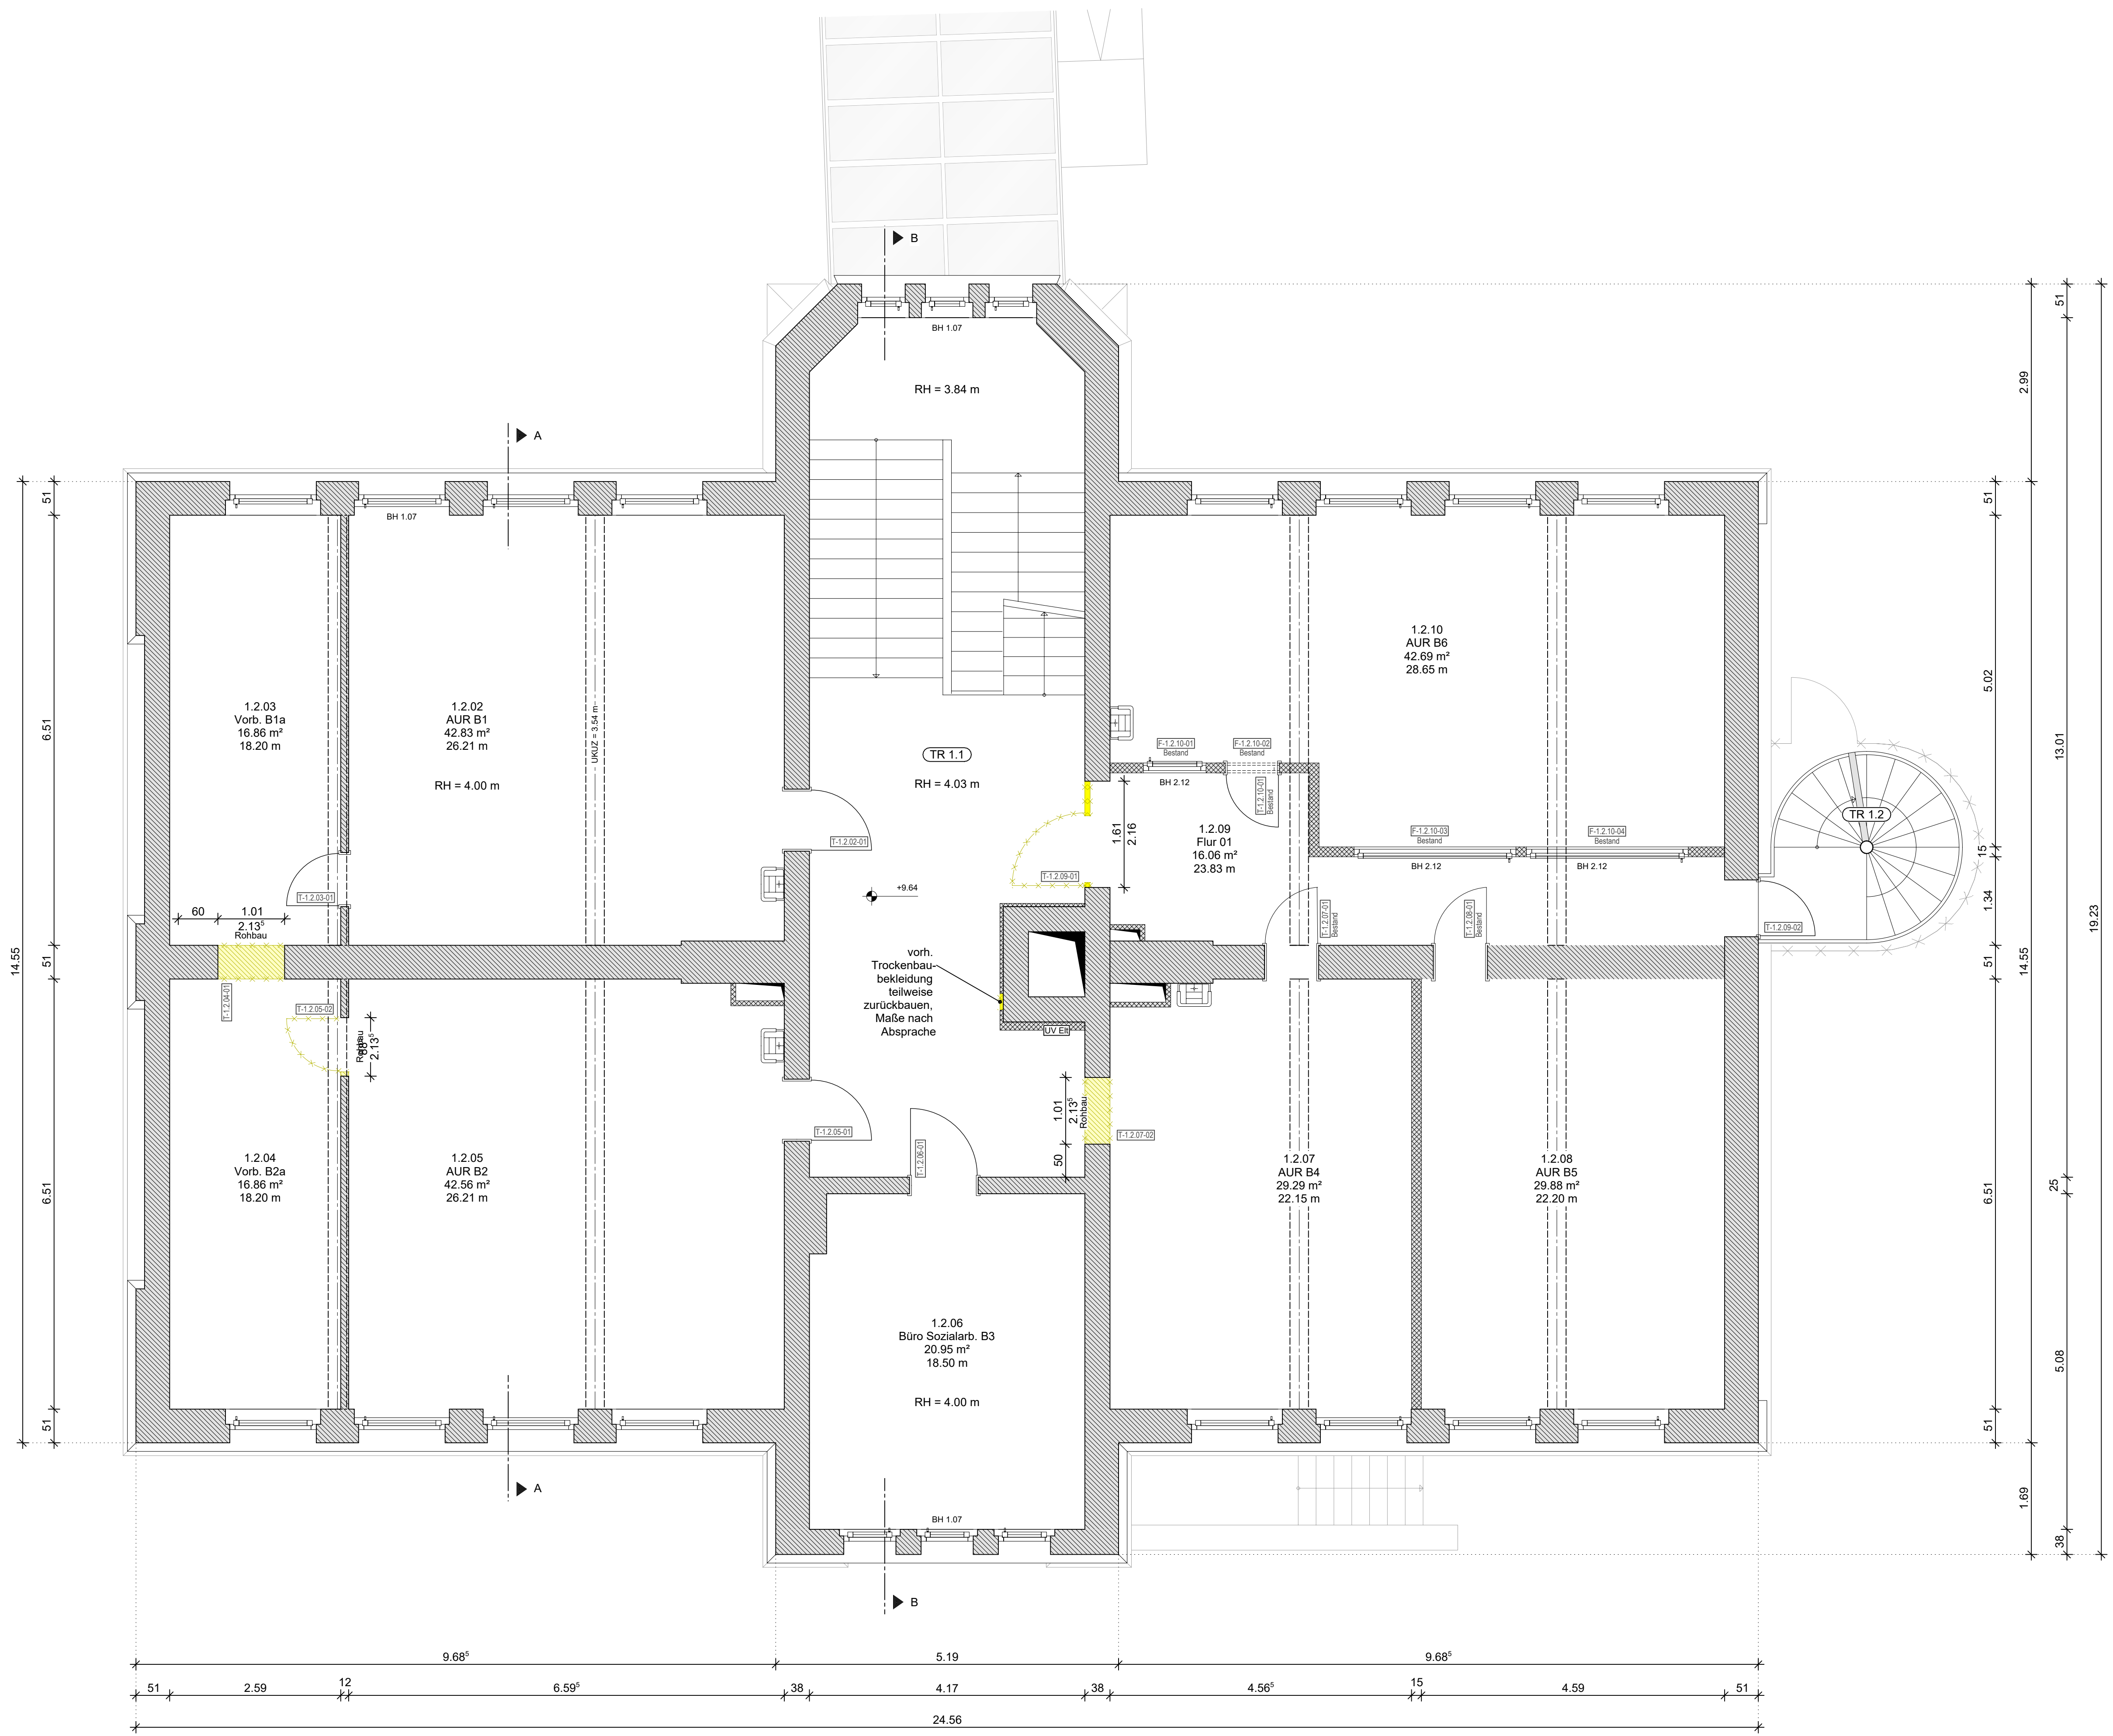 B
BH 1.07
RH = 3.84 m
A
BH 1.07
1.2.03
Vorb. B1a
16.86 m²
18.20 m
1.2.02
AUR B1
42.83 m²
26.21 m
RH = 4.00 m
UKUZ = 3.54 m
TR 1.1
RH = 4.03 m
1.2.10
AUR B6
42.69 m²
28.65 m
F-1.2.10-01
Bestand
F-1.2.10-02
Bestand
BH 2.12
T-1.2.10-01
Bestand
1.2.09
Flur 01
16.06 m²
23.83 m
F-1.2.10-03
Bestand
F-1.2.10-04
Bestand
BH 2.12
BH 2.12
TR 1.2
1.61
2.16
T-1.2.02-01
T-1.2.09-01
+9.64
T-1.2.03-01
60
1.01
2.13⁵
Rohbau
T-1.2.07-01
Bestand
T-1.2.08-01
Bestand
T-1.2.09-02
vorh.
Trockenbau-
bekleidung
teilweise
zurückbauen,
Maße nach
Absprache
UV Elt
T-1.2.04-01
T-1.2.05-02
Rohbau
2.13⁵
1.01
2.13⁵
Rohbau
50
T-1.2.05-01
T-1.2.06-01
T-1.2.07-02
1.2.04
Vorb. B2a
16.86 m²
18.20 m
1.2.05
AUR B2
42.56 m²
26.21 m
1.2.07
AUR B4
29.29 m²
22.15 m
1.2.08
AUR B5
29.88 m²
22.20 m
1.2.06
Büro Sozialarb. B3
20.95 m²
18.50 m
RH = 4.00 m
BH 1.07
A
B
14.55
51
6.51
51
6.51
51
51
5.02
15
1.34
51
6.51
51
2.99
14.55
1.69
51
13.01
25
5.08
38
19.23
9.68⁵
5.19
9.68⁵
51
2.59
12
6.59⁵
38
4.17
38
4.56⁵
15
4.59
51
24.56